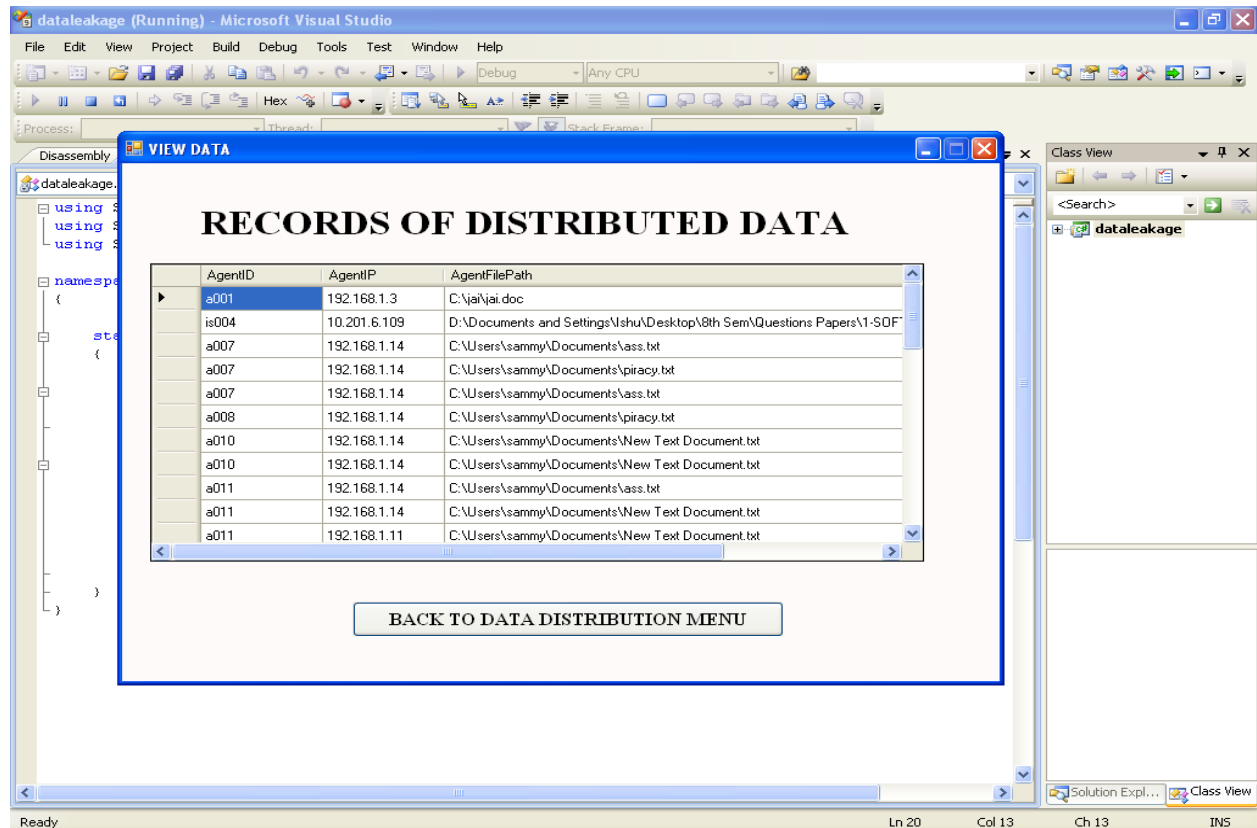 dataleakage (Running) - Microsoft Visual Studio
File Edit View Project Build Debug Tools Test Window Help
Debug Any CPU
Hex
Process: Thread: Stack Frame:
Disassembly
VIEW DATA
Class View
dataleakage.
<Search>
using S
using S
using S
dataleakage
namespa
{
sta
{
}
}
RECORDS OF DISTRIBUTED DATA
AgentID AgentIP AgentFilePath
a001 192.168.1.3 C:\jai\jai.doc
is004 10.201.6.109 D:\Documents and Settings\Ishu\Desktop\8th Sem\Questions Papers\1-SOFT
a007 192.168.1.14 C:\Users\sammy\Documents\ass.txt
a007 192.168.1.14 C:\Users\sammy\Documents\piracy.txt
a007 192.168.1.14 C:\Users\sammy\Documents\ass.txt
a008 192.168.1.14 C:\Users\sammy\Documents\piracy.txt
a010 192.168.1.14 C:\Users\sammy\Documents\New Text Document.txt
a010 192.168.1.14 C:\Users\sammy\Documents\New Text Document.txt
a011 192.168.1.14 C:\Users\sammy\Documents\ass.txt
a011 192.168.1.14 C:\Users\sammy\Documents\New Text Document.txt
a011 192.168.1.11 C:\Users\sammy\Documents\New Text Document.txt
BACK TO DATA DISTRIBUTION MENU
Solution Expl... Class View
Ready Ln 20 Col 13 Ch 13 INS